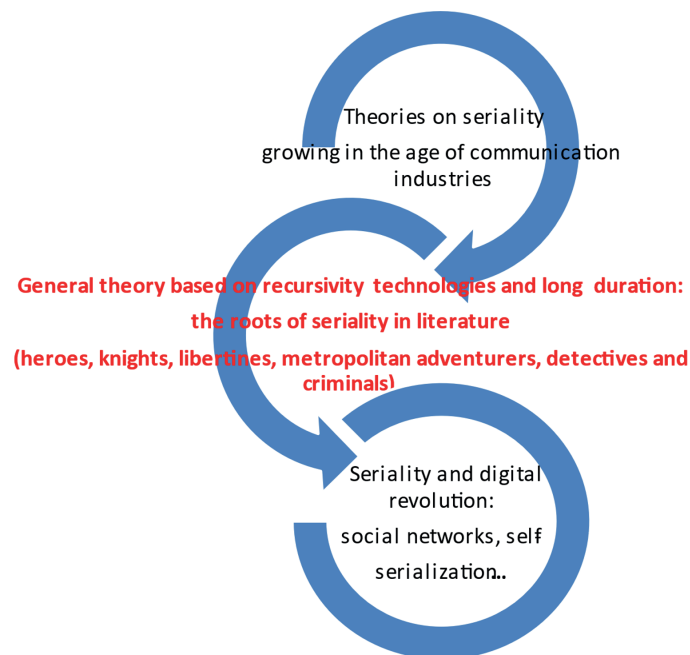 Theories on seriality
growing in the age of communication
industries
General theory based on recursivity technologies and long duration:
the roots of seriality in literature
(heroes, knights, libertines, metropolitan adventurers, detectives and
criminals)
Seriality and digital
revolution:
social networks, self
serialization...